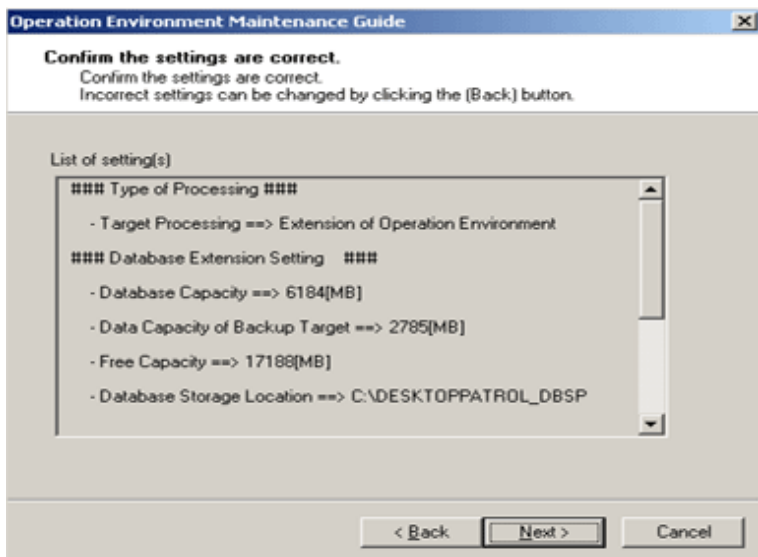 Operation Environment Maintenance Guide
Confirm the settings are correct.
Confirm the settings are correct.
Incorrect settings can be changed by clicking the (Back) button.
List of setting(s)
### Type of Processing ###
- Target Processing ==> Extension of Operation Environment
### Database Extension Setting ###
- Database Capacity ==> 6184[MB]
- Data Capacity of Backup Target ==> 2785[MB]
- Free Capacity ==> 17188[MB]
- Database Storage Location ==> C:\DESKTOPPATROL_DBSP
< Back Next > Cancel